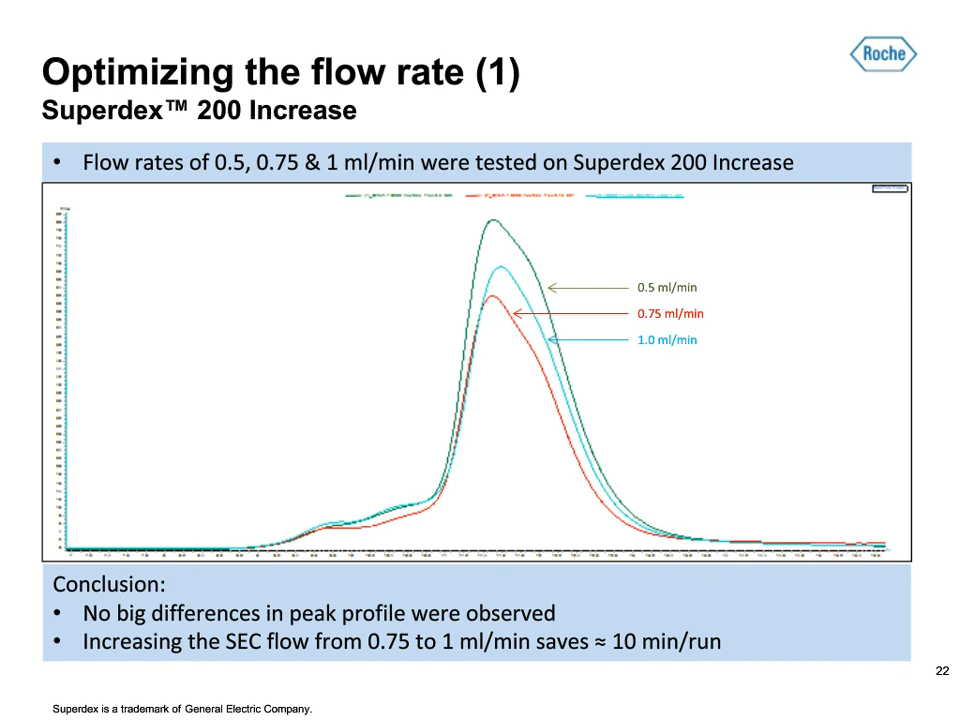 Roche
Optimizing the flow rate (1)
Superdex™ 200 Increase
• Flow rates of 0.5, 0.75 & 1 ml/min were tested on Superdex 200 Increase
0.5 ml/min
0.75 ml/min
1.0 ml/min
Conclusion:
• No big differences in peak profile were observed
• Increasing the SEC flow from 0.75 to 1 ml/min saves ≈ 10 min/run
22
Superdex is a trademark of General Electric Company.